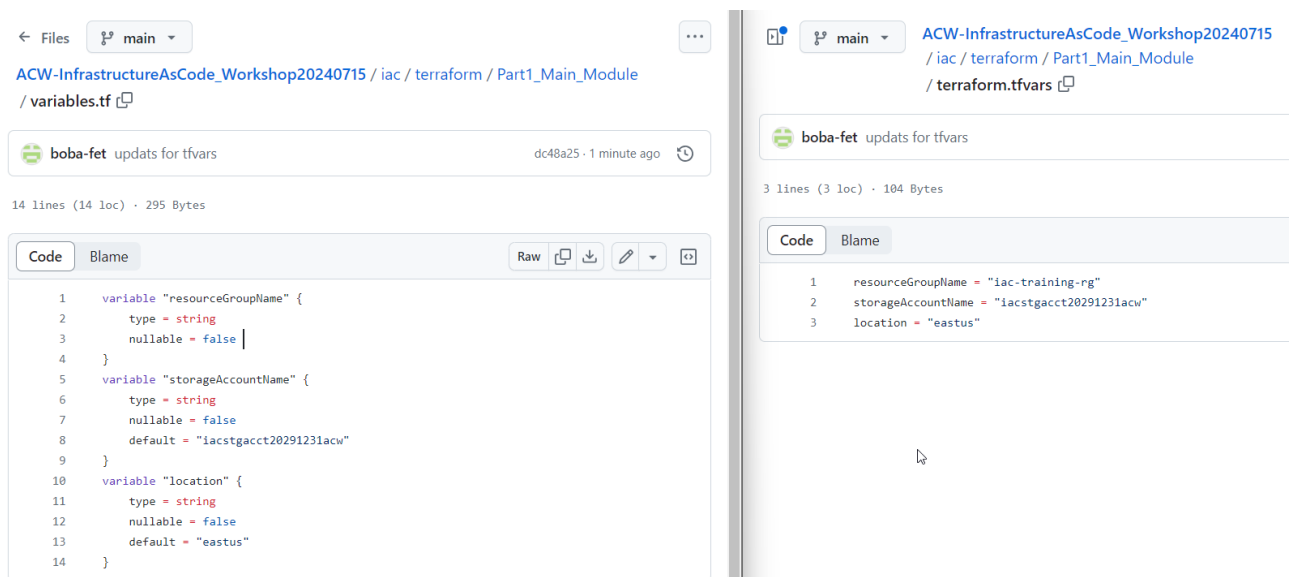 Files main ...
ACW-InfrastructureAsCode_Workshop20240715 / iac / terraform / Part1_Main_Module
/ variables.tf
boba-fet updats for tfvars dc48a25 · 1 minute ago
14 lines (14 loc) · 295 Bytes
Code Blame Raw
1 variable "resourceGroupName" {
2 type = string
3 nullable = false
4 }
5 variable "storageAccountName" {
6 type = string
7 nullable = false
8 default = "iacstgacct20291231acw"
9 }
10 variable "location" {
11 type = string
12 nullable = false
13 default = "eastus"
14 }
main ACW-InfrastructureAsCode_Workshop20240715
/ iac / terraform / Part1_Main_Module
/ terraform.tfvars
boba-fet updats for tfvars
3 lines (3 loc) · 104 Bytes
Code Blame
1 resourceGroupName = "iac-training-rg"
2 storageAccountName = "iacstgacct20291231acw"
3 location = "eastus"